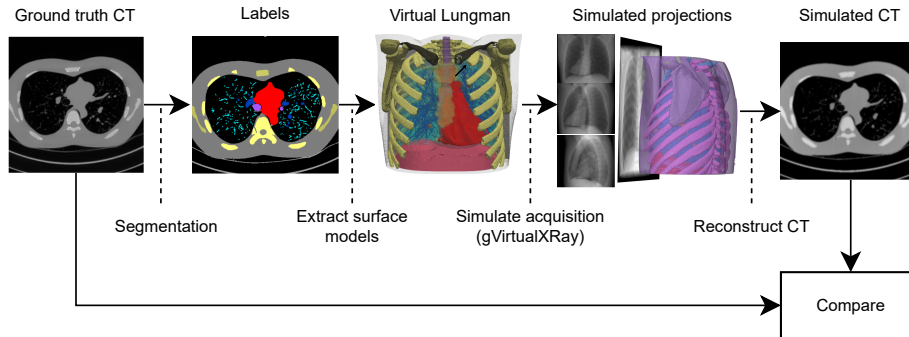 Ground truth CT
Labels
Virtual Lungman
Simulated projections
Simulated CT
Segmentation
Extract surface
models
Simulate acquisition
(gVirtualXRay)
Reconstruct CT
Compare